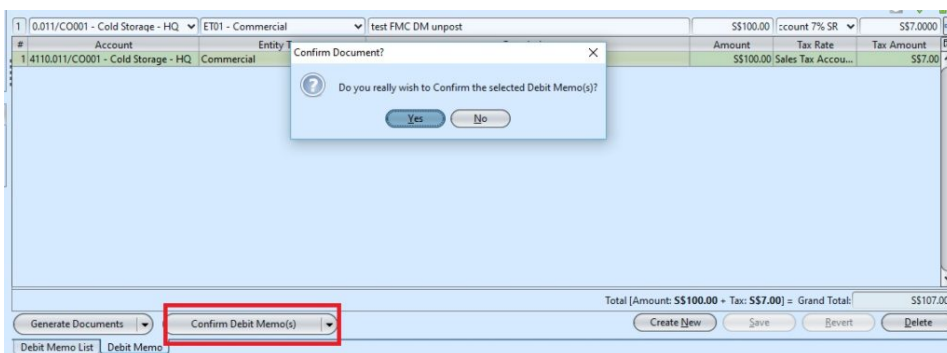 1 0.011/CO001 - Cold Storage - HQ ET01 - Commercial test FMC DM unpost S$100.00 :count 7% SR S$7.0000
# Account Entity T Amount Tax Rate Tax Amount
1 4110.011/CO001 - Cold Storage - HQ Commercial S$100.00 Sales Tax Accou... S$7.00
Confirm Document?
Do you really wish to Confirm the selected Debit Memo(s)?
Yes No
Total [Amount: S$100.00 + Tax: S$7.00] = Grand Total: S$107.00
Generate Documents Confirm Debit Memo(s) Create New Save Revert Delete
Debit Memo List Debit Memo